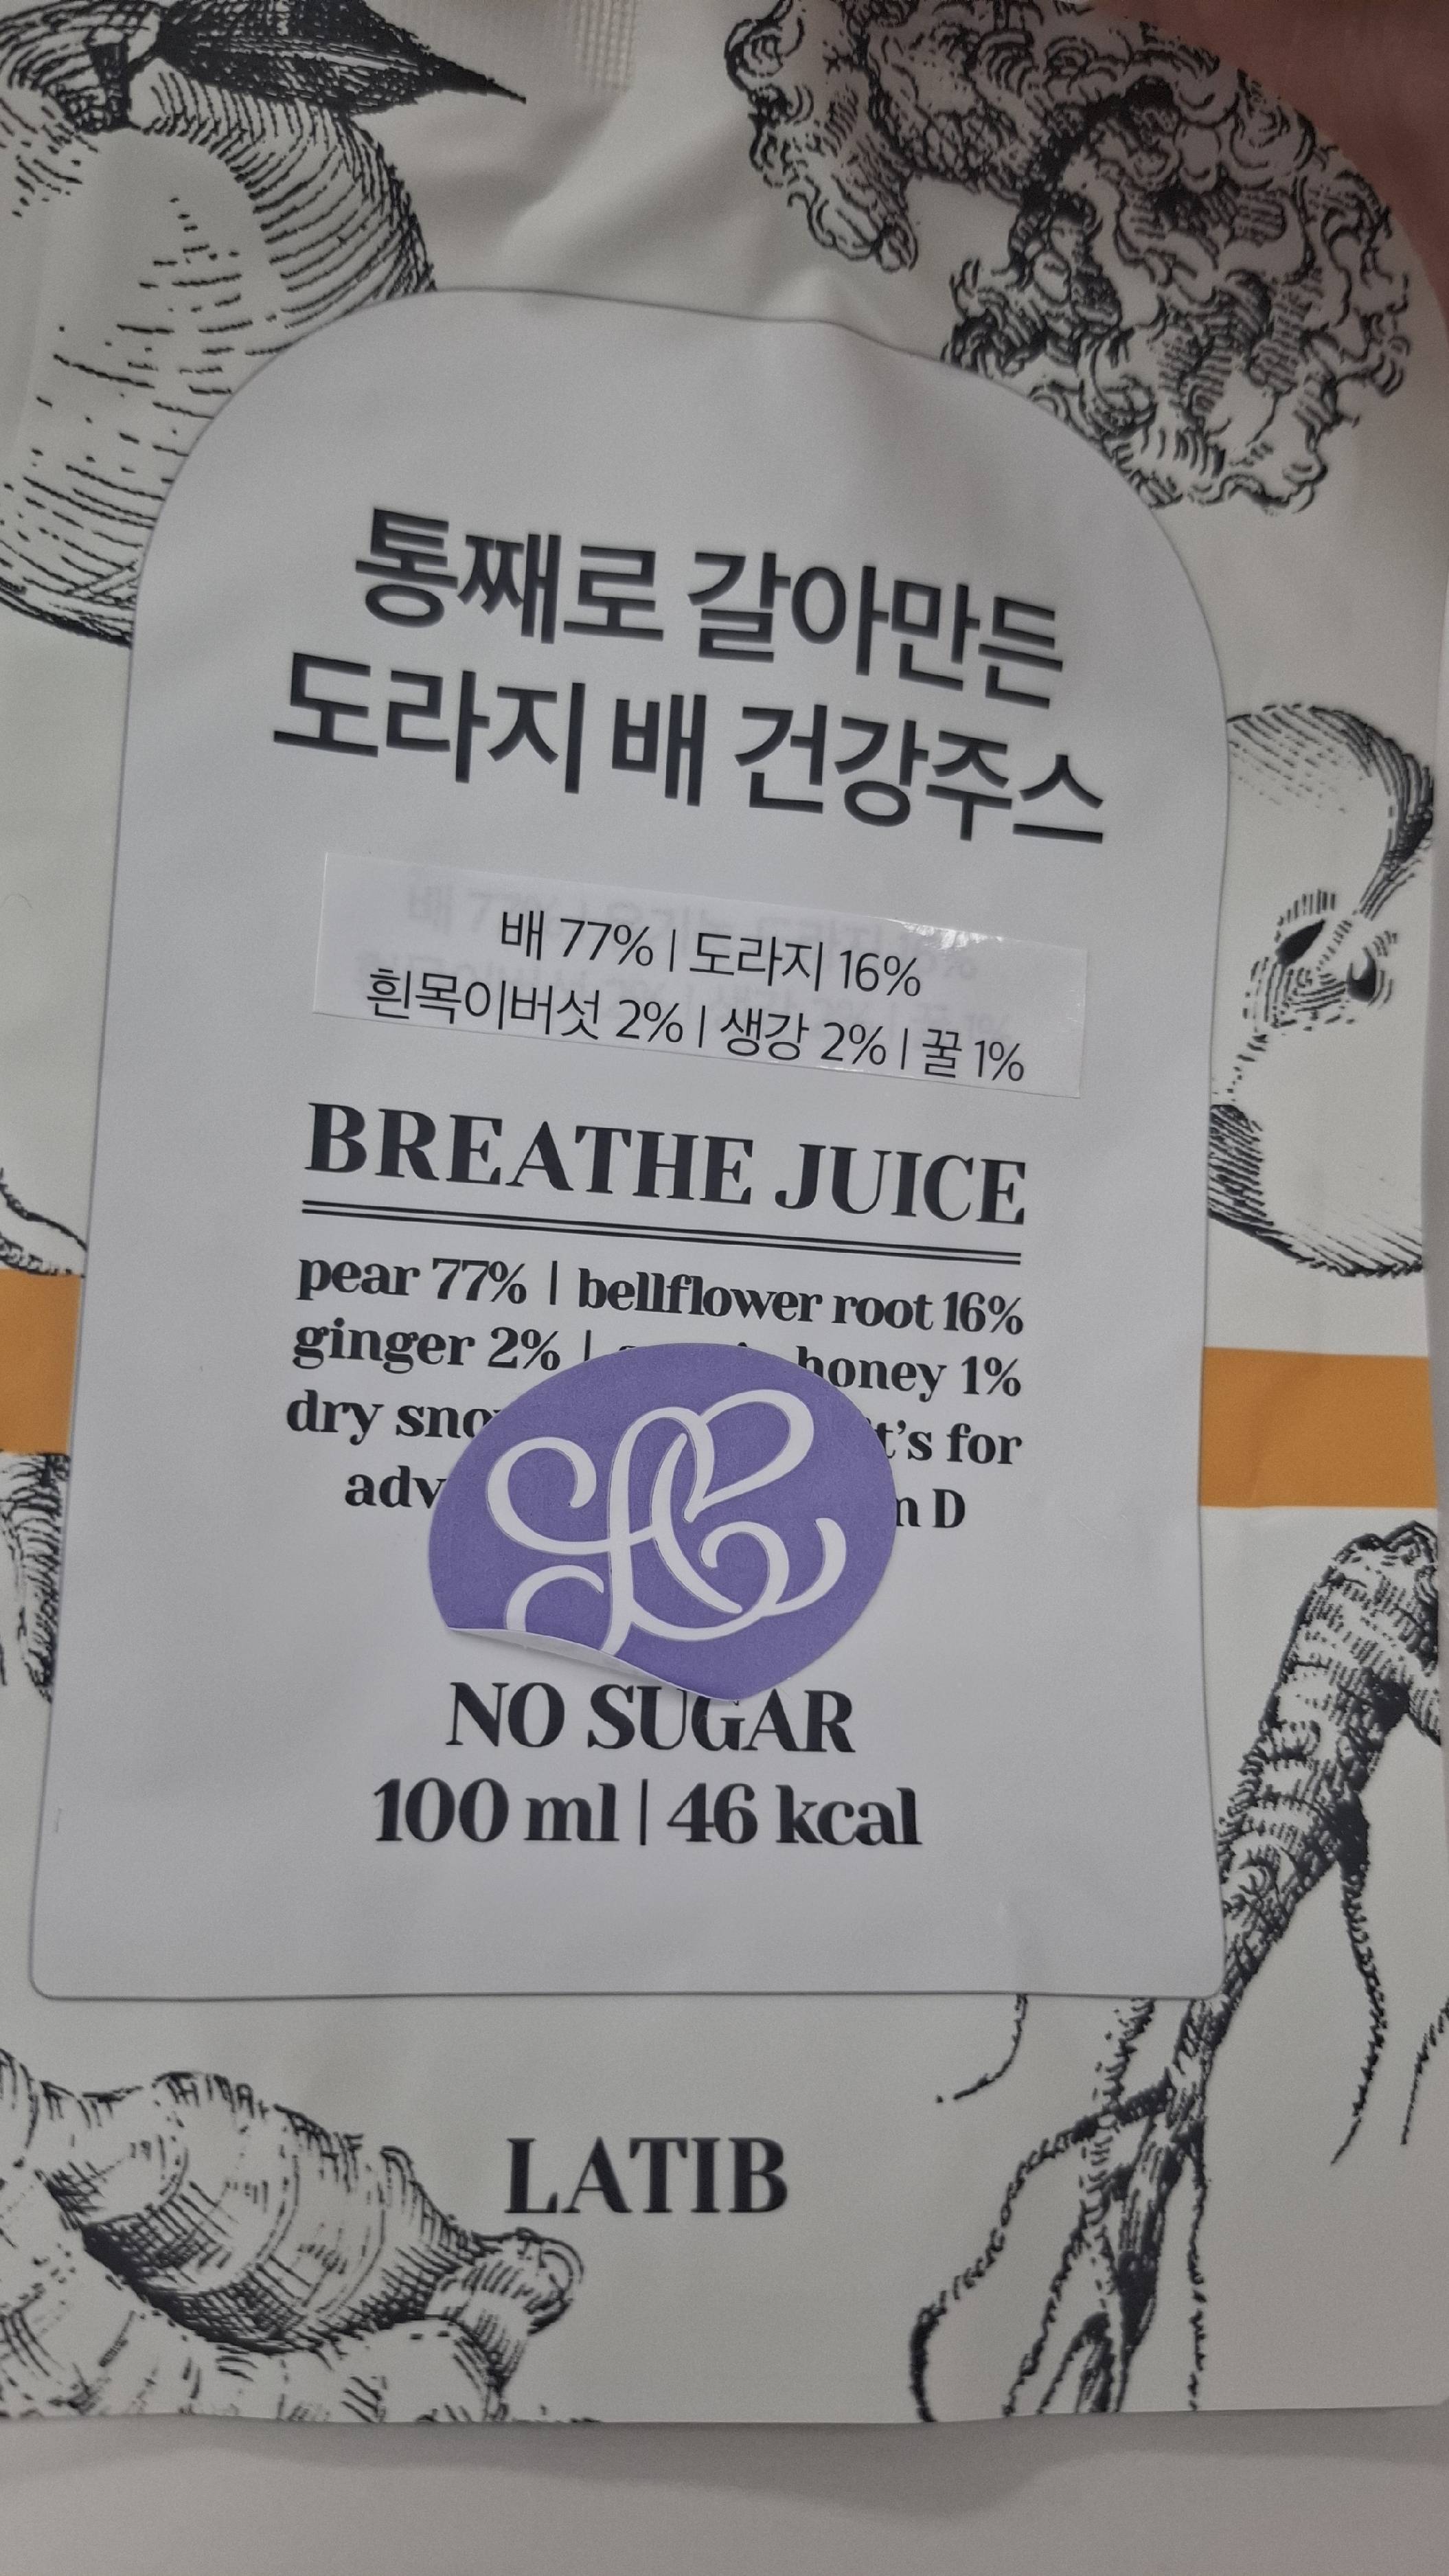 통째로 갈아만든
도라지 배 건강주스
배 77% | 도라지 16%
흰목이버섯 2% | 생강 2% | 꿀 1%
BREATHE JUICE
pear 77% | bellflower root 16%
ginger 2% | honey 1%
dry for
D
NO SUGAR
100 ml | 46 kcal
LATIB